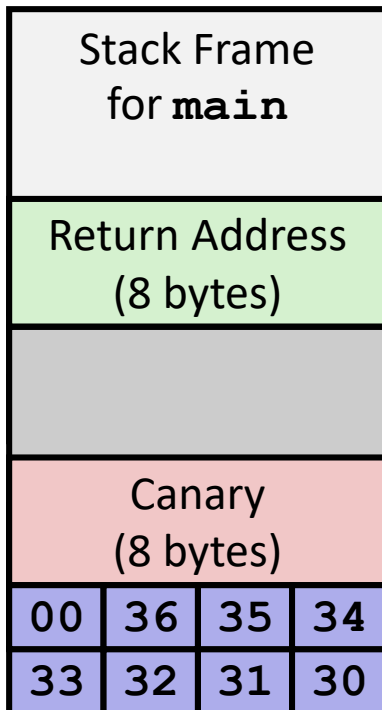 Stack Frame
for main
Return Address
(8 bytes)
Canary
(8 bytes)
00 36 35 34
33 32 31 30